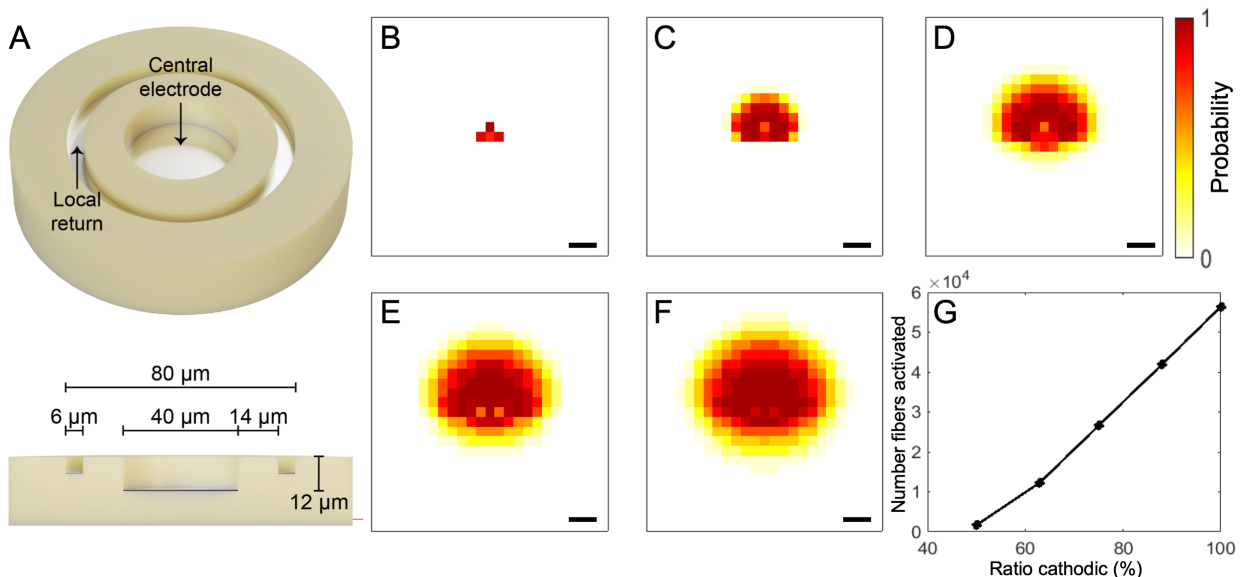 A
Central
electrode
Local
return
80 µm
6 µm
40 µm
14 µm
12 µm
B
C
D
1
0
Probability
E
F
G
×10⁴
6
5
4
3
2
1
0
Number fibers activated
40
60
80
100
Ratio cathodic (%)